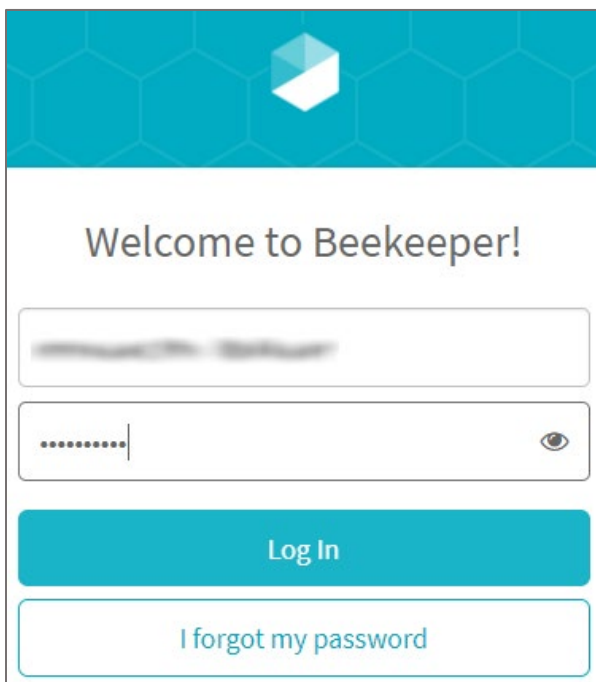 Welcome to Beekeeper!
••••••••••
Log In
I forgot my password